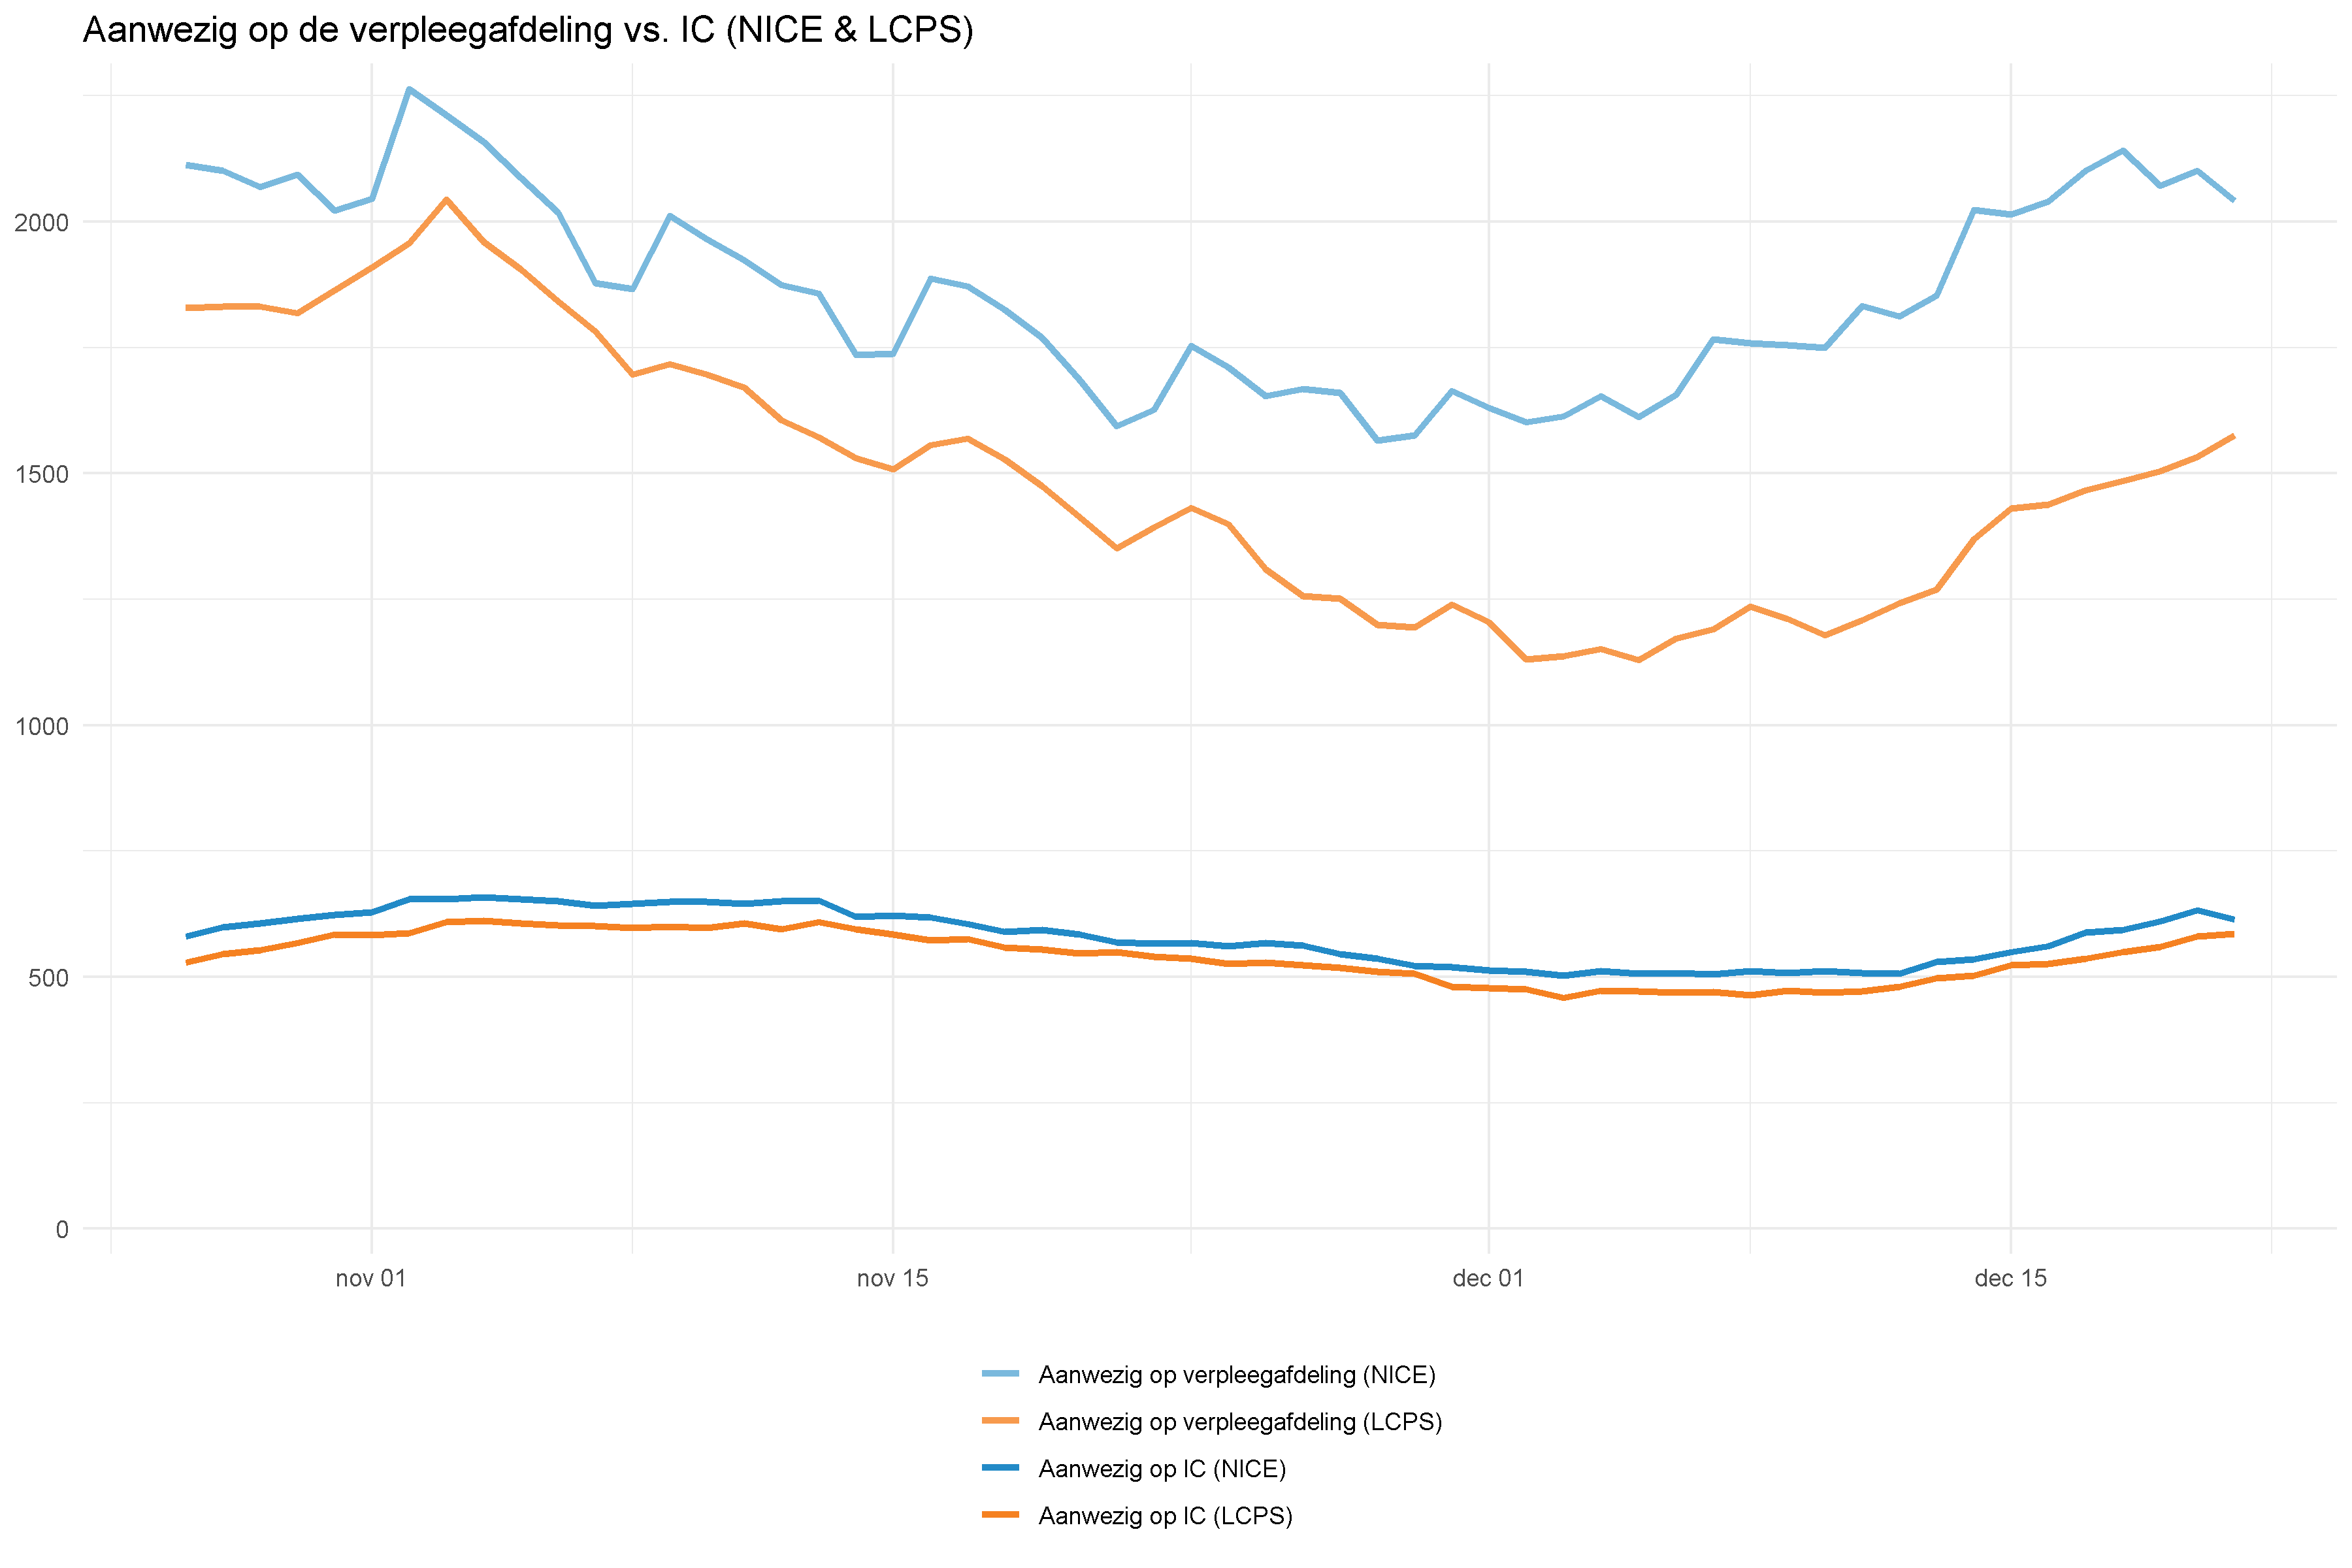 Aanwezig op de verpleegafdeling vs. IC (NICE & LCPS)
2000
1500
1000
500
0
nov 01
nov 15
dec 01
dec 15
Aanwezig op verpleegafdeling (NICE)
Aanwezig op verpleegafdeling (LCPS)
Aanwezig op IC (NICE)
Aanwezig op IC (LCPS)